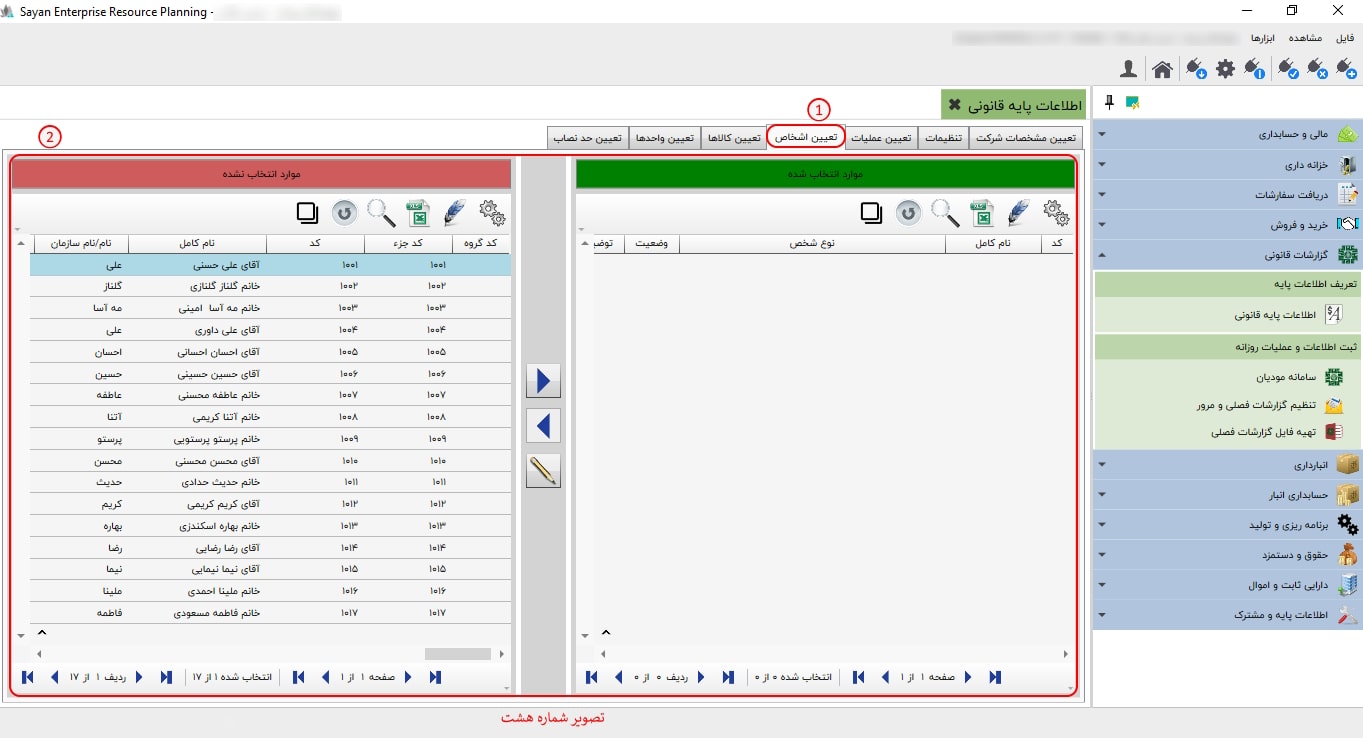 Sayan Enterprise Resource Planning -
فایل مشاهده ابزارها
اطلاعات پایه قانونی
1
2
تعیین مشخصات شرکت تنظیمات تعیین عملیات تعیین اشخاص تعیین کالاها تعیین واحدها تعیین حد نصاب
مالی و حسابداری
خزانه داری
دریافت سفارشات
خرید و فروش
گزارشات قانونی
تعریف اطلاعات پایه
اطلاعات پایه قانونی
ثبت اطلاعات و عملیات روزانه
سامانه مودیان
تنظیم گزارشات فصلی و مرور
تهیه فایل گزارشات فصلی
انبارداری
حسابداری انبار
برنامه ریزی و تولید
حقوق و دستمزد
دارایی ثابت و اموال
اطلاعات پایه و مشترک
موارد انتخاب شده
کد نام کامل نوع شخص وضعیت توضی
صفحه ۱ از ۱ انتخاب شده ۰ از ۰ ردیف ۰ از ۰
موارد انتخاب نشده
کد گروه کد جزء کد نام کامل نام/نام سازمان
۱۰۰۱ ۱۰۰۱ آقای علی حسنی علی
۱۰۰۲ ۱۰۰۲ خانم گلناز گلنازی گلناز
۱۰۰۳ ۱۰۰۳ خانم مه آسا امینی مه آسا
۱۰۰۴ ۱۰۰۴ آقای علی داوری علی
۱۰۰۵ ۱۰۰۵ آقای احسان احسانی احسان
۱۰۰۶ ۱۰۰۶ آقای حسین حسینی حسین
۱۰۰۷ ۱۰۰۷ خانم عاطفه محسنی عاطفه
۱۰۰۸ ۱۰۰۸ خانم آتنا کریمی آتنا
۱۰۰۹ ۱۰۰۹ خانم پرستو پرستویی پرستو
۱۰۱۰ ۱۰۱۰ آقای محسن محسنی محسن
۱۰۱۱ ۱۰۱۱ خانم حدیث حدادی حدیث
۱۰۱۲ ۱۰۱۲ آقای کریم کریمی کریم
۱۰۱۳ ۱۰۱۳ خانم بهاره اسکندزی بهاره
۱۰۱۴ ۱۰۱۴ آقای رضا رضایی رضا
۱۰۱۵ ۱۰۱۵ آقای نیما نیمایی نیما
۱۰۱۶ ۱۰۱۶ خانم ملینا احمدی ملینا
۱۰۱۷ ۱۰۱۷ خانم فاطمه مسعودی فاطمه
صفحه ۱ از ۱ انتخاب شده ۱ از ۱۷ ردیف ۱ از ۱۷
تصویر شماره هشت